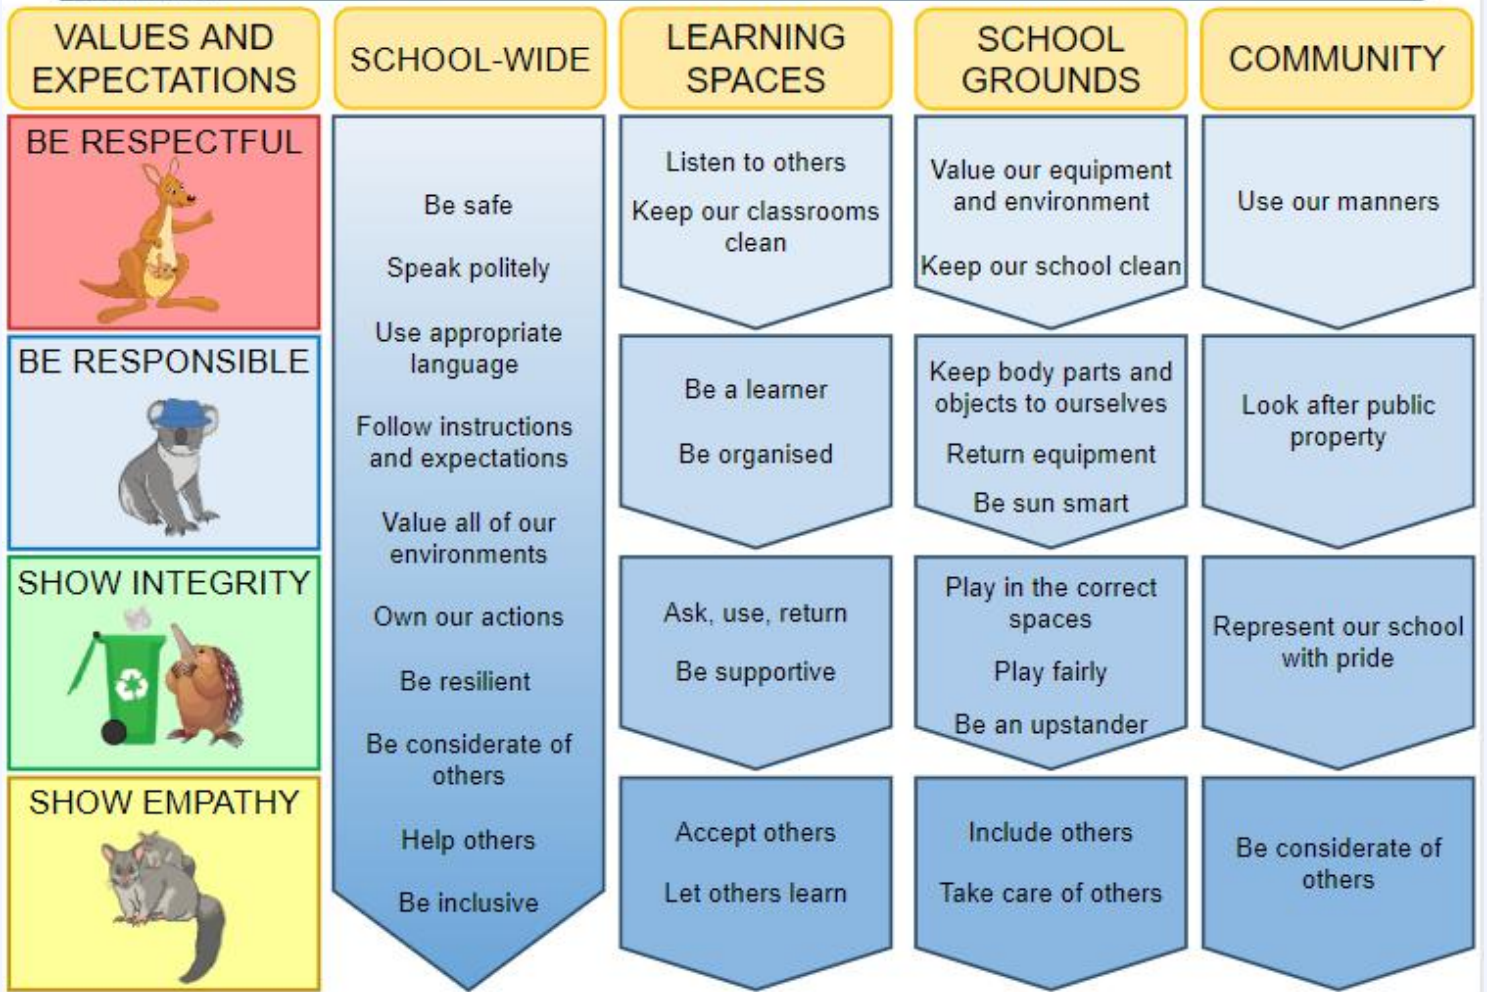 VALUES AND
EXPECTATIONS
SCHOOL-WIDE
LEARNING
SPACES
SCHOOL
GROUNDS
COMMUNITY
BE RESPECTFUL
Be safe
Speak politely
Use appropriate
language
Follow instructions
and expectations
Value all of our
environments
Own our actions
Be resilient
Be considerate of
others
Help others
Be inclusive
Listen to others
Keep our classrooms
clean
Value our equipment
and environment
Keep our school clean
Use our manners
BE RESPONSIBLE
Be a learner
Be organised
Keep body parts and
objects to ourselves
Return equipment
Be sun smart
Look after public
property
SHOW INTEGRITY
Ask, use, return
Be supportive
Play in the correct
spaces
Play fairly
Be an upstander
Represent our school
with pride
SHOW EMPATHY
Accept others
Let others learn
Include others
Take care of others
Be considerate of
others